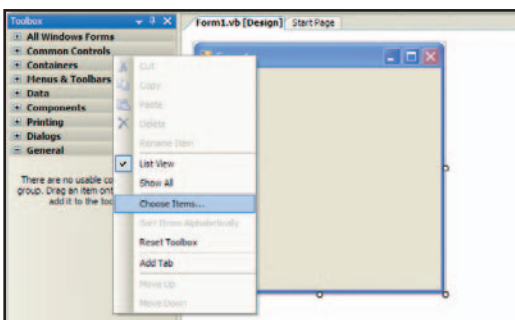 Toolbox
Form1.vb [Design] Start Page
All Windows Forms
Common Controls
Containers
Menus & Toolbars
Data
Components
Printing
Dialogs
General
There are no usable co
group. Drag an item ont
add it to the too
Cut
Copy
Paste
Delete
Rename Item
List View
Show All
Choose Items...
Sort Items Alphabetically
Reset Toolbox
Add Tab
Move Up
Move Down